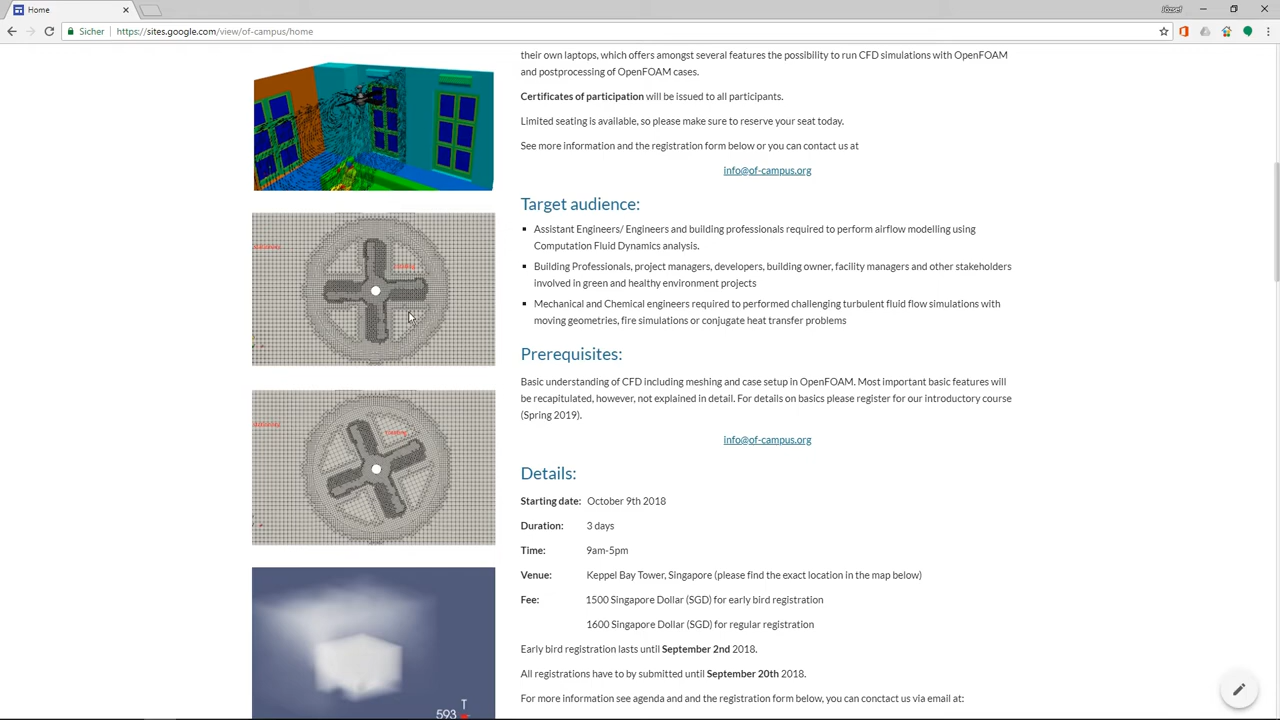 Home
Sicher
https://sites.google.com/view/of-campus/home
their own laptops, which offers amongst several features the possibility to run CFD simulations with OpenFOAM
and postprocessing of OpenFOAM cases.
Certificates of participation will be issued to all participants.
Limited seating is available, so please make sure to reserve your seat today.
See more information and the registration form below or you can contact us at
info@of-campus.org
Target audience:
Assistant Engineers/ Engineers and building professionals required to perform airflow modelling using
Computation Fluid Dynamics analysis.
Building Professionals, project managers, developers, building owner, facility managers and other stakeholders
involved in green and healthy environment projects
Mechanical and Chemical engineers required to performed challenging turbulent fluid flow simulations with
moving geometries, fire simulations or conjugate heat transfer problems
Prerequisites:
Basic understanding of CFD including meshing and case setup in OpenFOAM. Most important basic features will
be recapitulated, however, not explained in detail. For details on basics please register for our introductory course
(Spring 2019).
info@of-campus.org
Details:
Starting date: October 9th 2018
Duration: 3 days
Time: 9am-5pm
Venue: Keppel Bay Tower, Singapore (please find the exact location in the map below)
Fee: 1500 Singapore Dollar (SGD) for early bird registration
1600 Singapore Dollar (SGD) for regular registration
Early bird registration lasts until September 2nd 2018.
All registrations have to by submitted until September 20th 2018.
For more information see agenda and and the registration form below, you can conctact us via email at:
T
593